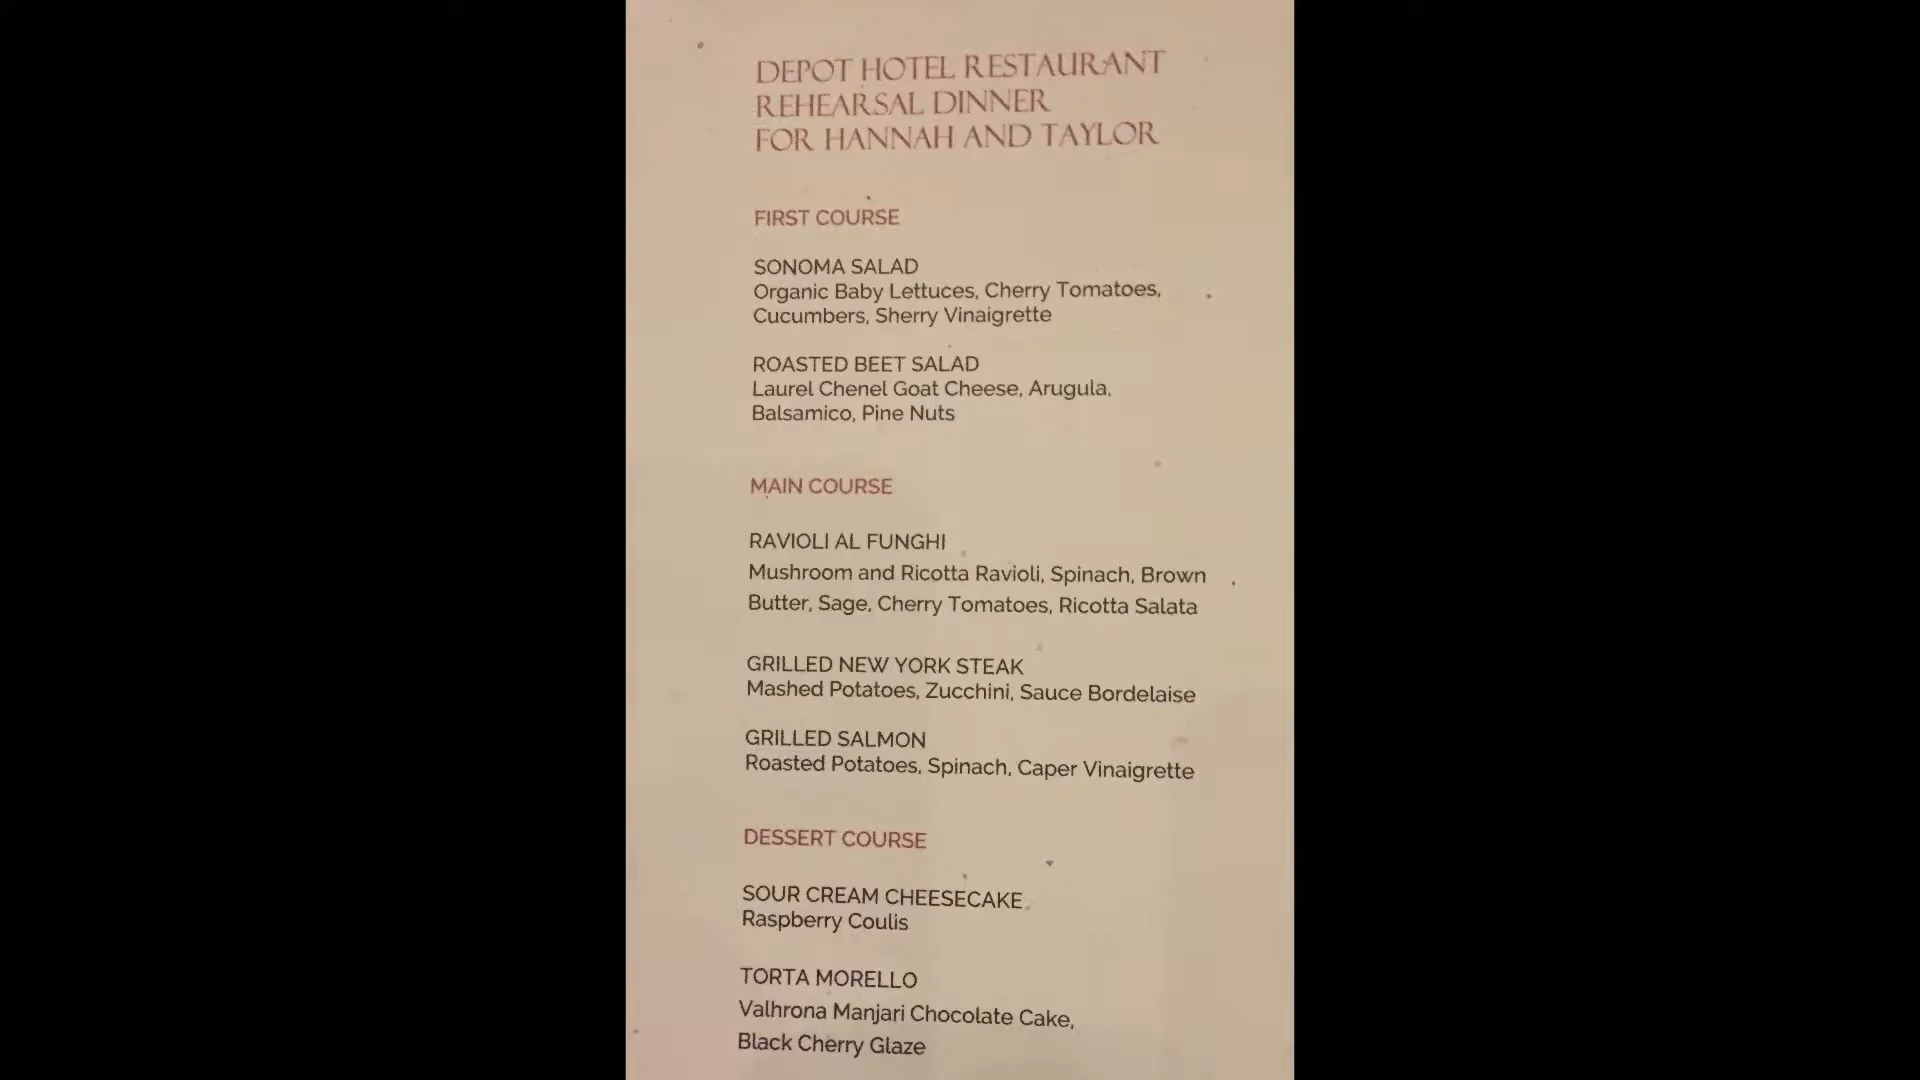 DEPOT HOTEL RESTAURANT
REHEARSAL DINNER
FOR HANNAH AND TAYLOR
FIRST COURSE
SONOMA SALAD
Organic Baby Lettuces, Cherry Tomatoes,
Cucumbers, Sherry Vinaigrette
ROASTED BEET SALAD
Laurel Chenel Goat Cheese, Arugula,
Balsamico, Pine Nuts
MAIN COURSE
RAVIOLI AL FUNGHI
Mushroom and Ricotta Ravioli, Spinach, Brown
Butter, Sage, Cherry Tomatoes, Ricotta Salata
GRILLED NEW YORK STEAK
Mashed Potatoes, Zucchini, Sauce Bordelaise
GRILLED SALMON
Roasted Potatoes, Spinach, Caper Vinaigrette
DESSERT COURSE
SOUR CREAM CHEESECAKE
Raspberry Coulis
TORTA MORELLO
Valhrona Manjari Chocolate Cake,
Black Cherry Glaze